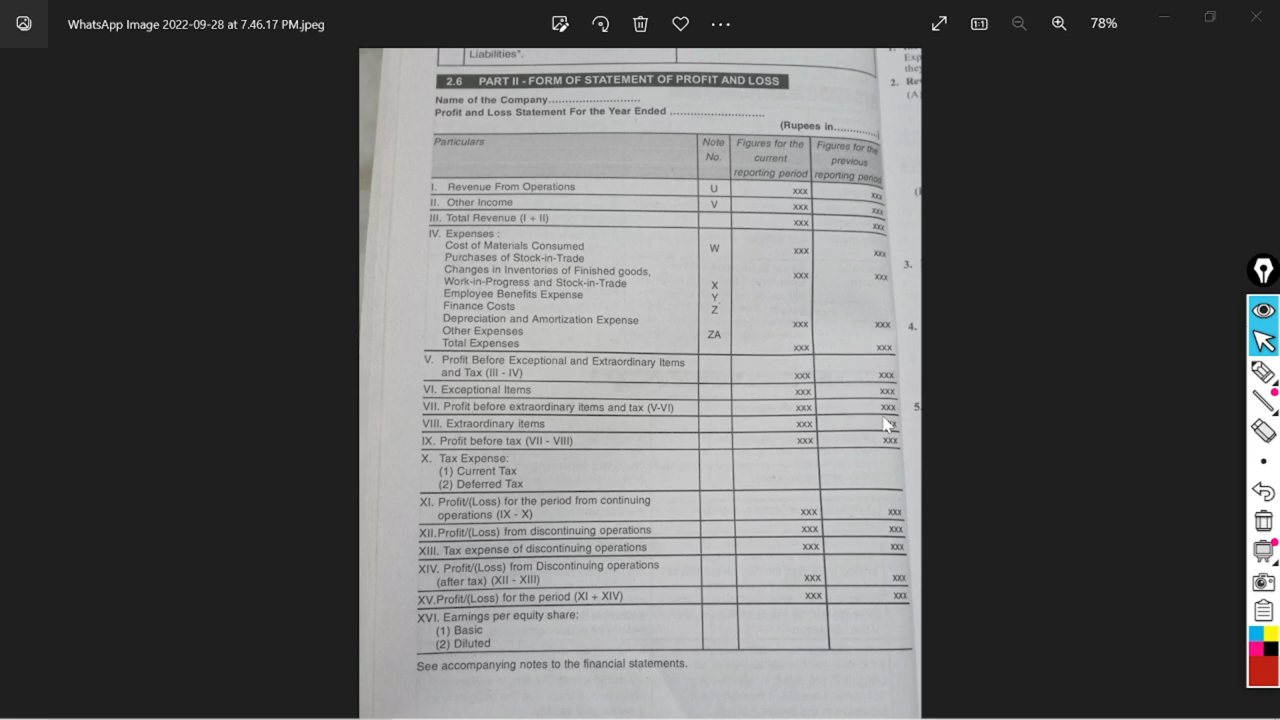 WhatsApp Image 2022-09-28 at 7.46.17 PM.jpeg
1:1
78%
Liabilities".
2.6 PART II - FORM OF STATEMENT OF PROFIT AND LOSS
Name of the Company..........................
Profit and Loss Statement For the Year Ended ..........................
(Rupees in............)
Particulars Note No. Figures for the current reporting period Figures for the previous reporting period
I. Revenue From Operations U xxx xxx
II. Other Income V xxx xxx
III. Total Revenue (I + II) xxx xxx
IV. Expenses :
Cost of Materials Consumed W xxx xxx
Purchases of Stock-in-Trade
Changes in Inventories of Finished goods, xxx xxx
Work-in-Progress and Stock-in-Trade X
Employee Benefits Expense Y
Finance Costs Z
Depreciation and Amortization Expense xxx xxx
Other Expenses ZA
Total Expenses xxx xxx
V. Profit Before Exceptional and Extraordinary Items
and Tax (III - IV) xxx xxx
VI. Exceptional Items xxx xxx
VII. Profit before extraordinary items and tax (V-VI) xxx xxx
VIII. Extraordinary items xxx
IX. Profit before tax (VII - VIII) xxx xxx
X. Tax Expense:
(1) Current Tax
(2) Deferred Tax
XI. Profit/(Loss) for the period from continuing
operations (IX - X) xxx xxx
XII.Profit/(Loss) from discontinuing operations xxx xxx
XIII. Tax expense of discontinuing operations xxx xxx
XIV. Profit/(Loss) from Discontinuing operations
(after tax) (XII - XIII) xxx xxx
XV.Profit/(Loss) for the period (XI + XIV) xxx xxx
XVI. Earnings per equity share:
(1) Basic
(2) Diluted
See accompanying notes to the financial statements.
2.
(A)
3.
4.
5.